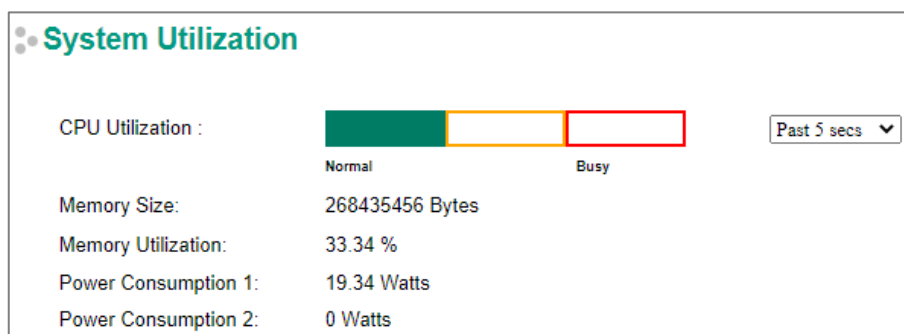 System Utilization
CPU Utilization :
Past 5 secs
Normal
Busy
Memory Size: 268435456 Bytes
Memory Utilization: 33.34 %
Power Consumption 1: 19.34 Watts
Power Consumption 2: 0 Watts